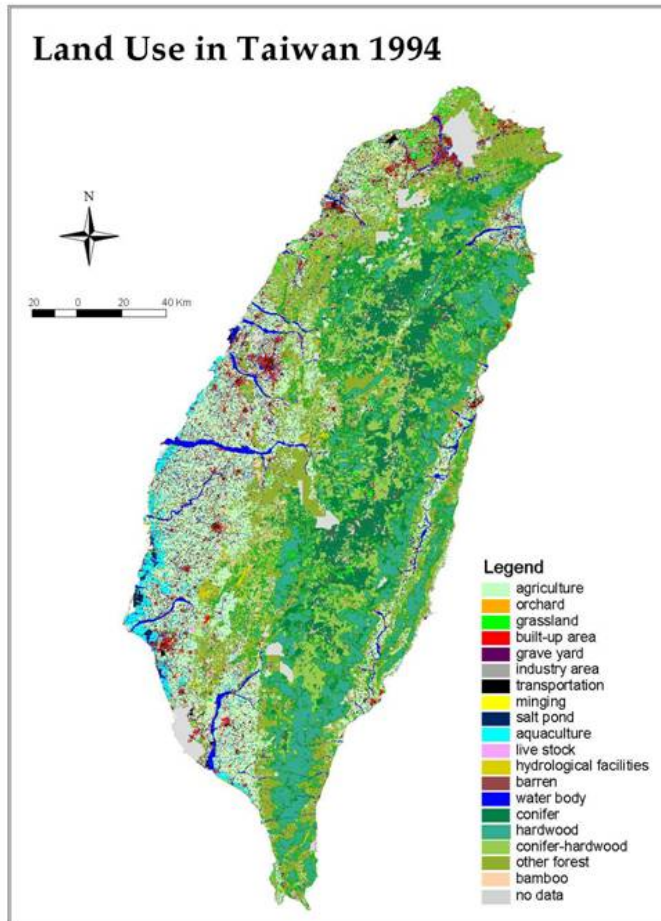 Land Use in Taiwan 1994
N
20 0 20 40 Km
Legend
agriculture
orchard
grassland
built-up area
grave yard
industry area
transportation
minging
salt pond
aquaculture
live stock
hydrological facilities
barren
water body
conifer
hardwood
conifer-hardwood
other forest
bamboo
no data